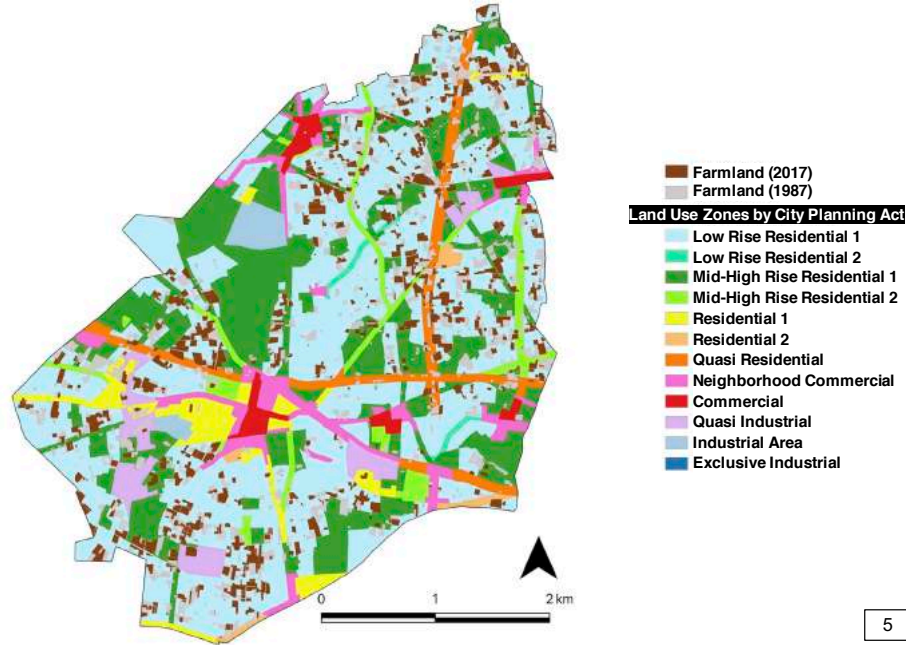 Farmland (2017)
Farmland (1987)
Land Use Zones by City Planning Act
Low Rise Residential 1
Low Rise Residential 2
Mid-High Rise Residential 1
Mid-High Rise Residential 2
Residential 1
Residential 2
Quasi Residential
Neighborhood Commercial
Commercial
Quasi Industrial
Industrial Area
Exclusive Industrial
0 1 2 km
5